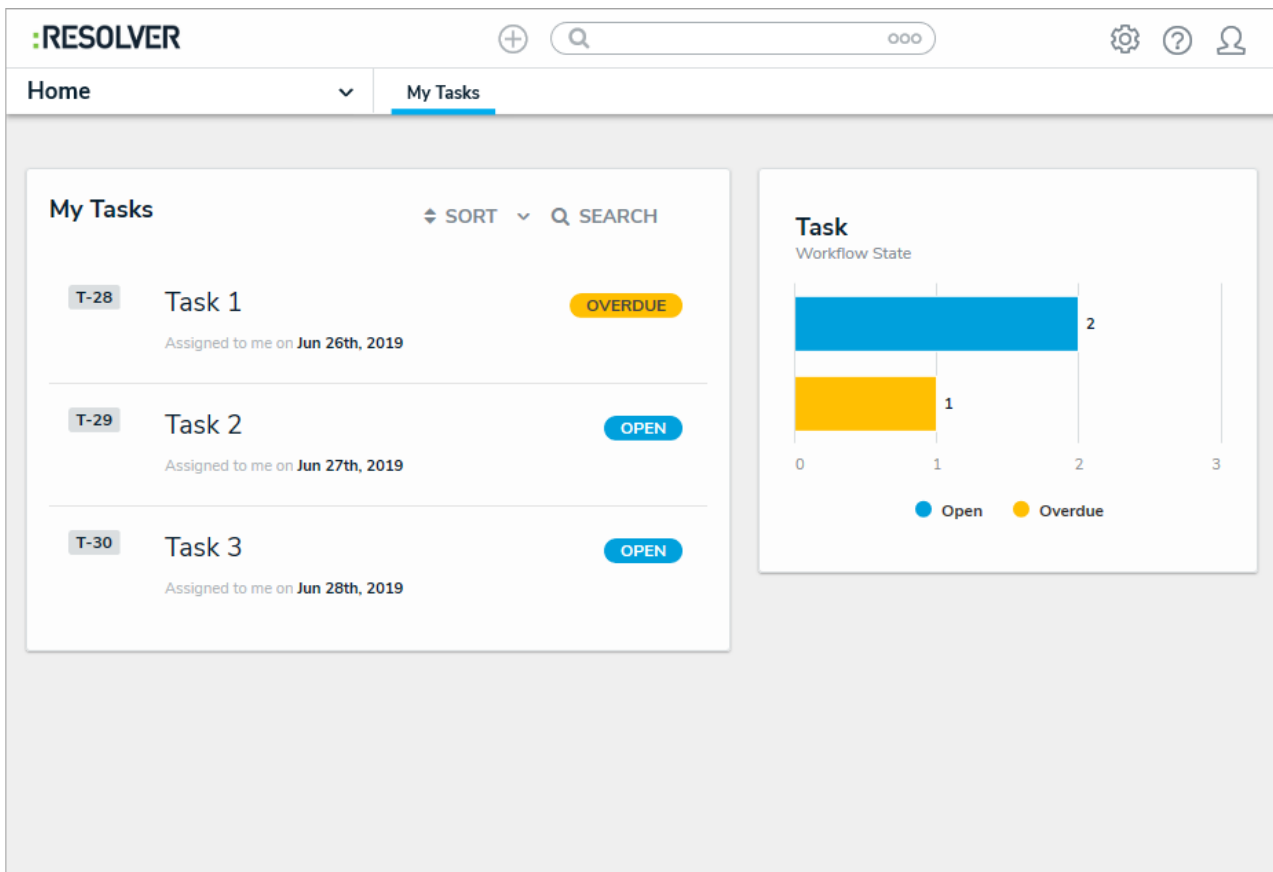 :RESOLVER
Home
My Tasks
My Tasks
SORT
SEARCH
T-28
Task 1
OVERDUE
Assigned to me on Jun 26th, 2019
T-29
Task 2
OPEN
Assigned to me on Jun 27th, 2019
T-30
Task 3
OPEN
Assigned to me on Jun 28th, 2019
Task
Workflow State
2
1
0 1 2 3
Open Overdue